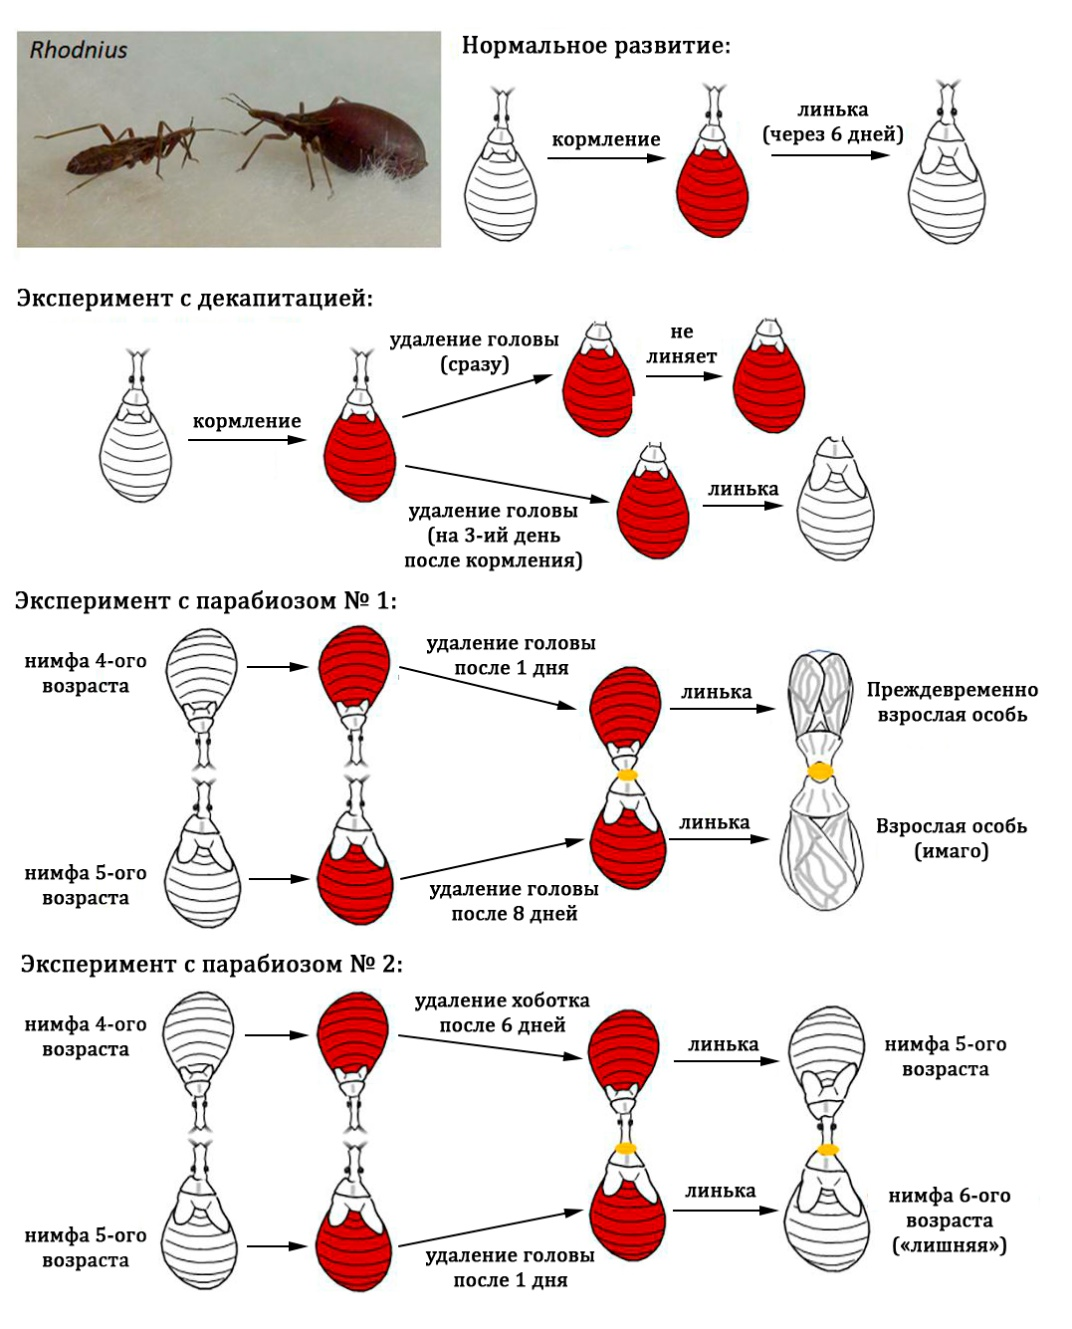 Rhodnius
Нормальное развитие:
кормление
линька
(через 6 дней)
Эксперимент с декапитацией:
кормление
удаление головы
(сразу)
не
линяет
удаление головы
(на 3-ий день
после кормления)
линька
Эксперимент с парабиозом № 1:
нимфа 4-ого
возраста
удаление головы
после 1 дня
линька
Преждевременно
взрослая особь
нимфа 5-ого
возраста
удаление головы
после 8 дней
линька
Взрослая особь
(имаго)
Эксперимент с парабиозом № 2:
нимфа 4-ого
возраста
удаление хоботка
после 6 дней
линька
нимфа 5-ого
возраста
нимфа 5-ого
возраста
удаление головы
после 1 дня
линька
нимфа 6-ого
возраста
(«лишняя»)